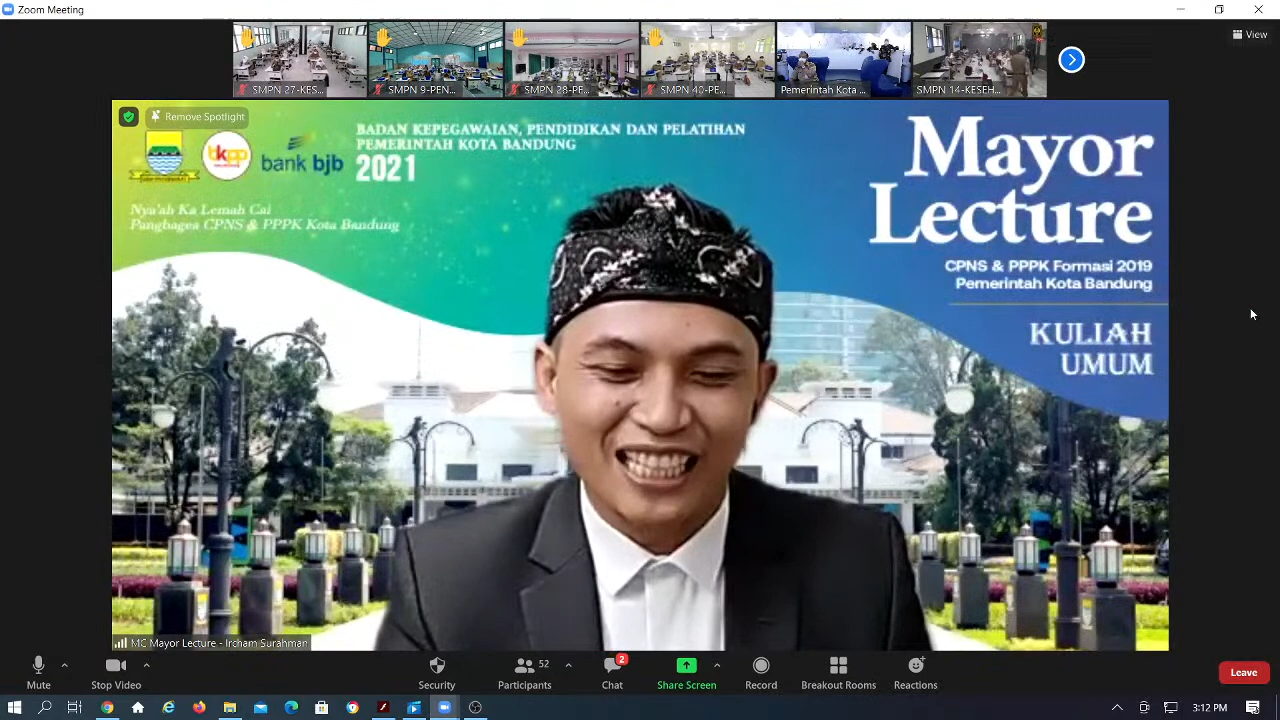 Zoom Meeting
View
SMPN 27-KES...
SMPN 9-PEN...
SMPN 28-PE...
SMPN 40-PE...
Pemerintah Kota ...
SMPN 14-KESEH...
Remove Spotlight
bkpp
bank bjb
BADAN KEPEGAWAIAN, PENDIDIKAN DAN PELATIHAN
PEMERINTAH KOTA BANDUNG
2021
Nya'ah Ka Lemah Cai
Pangbagea CPNS & PPPK Kota Bandung
Mayor
Lecture
CPNS & PPPK Formasi 2019
Pemerintah Kota Bandung
KULIAH
UMUM
MC Mayor Lecture - Ircham Surahman
Mute
Stop Video
Security
Participants
52
Chat
2
Share Screen
Record
Breakout Rooms
Reactions
Leave
3:12 PM